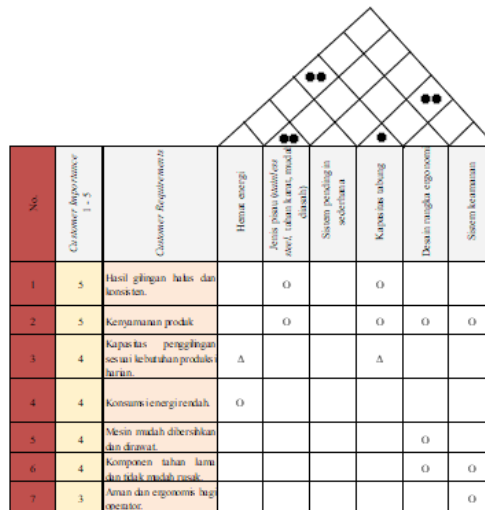 No.
Customer Importance
1 - 5
Customer Requirements
Hemat energi
Jenis pisau (stainless
steel, tahan karat, mudah
diasah)
Sistem pendingin
sederhana
Kapasitas tabung
Desain rangka ergonomi
Sistem keamanan
1 5 Hasil gilingan halus dan
konsisten.
O O
2 5 Kenyamanan produk O O O O
3 4 Kapasitas penggilingan
sesuai kebutuhan produksi
harian.
Δ Δ
4 4 Konsumsi energi rendah. O
5 4 Mesin mudah dibersihkan
dan dirawat.
O
6 4 Komponen tahan lama
dan tidak mudah rusak.
O O
7 3 Aman dan ergonomis bagi
operator.
O